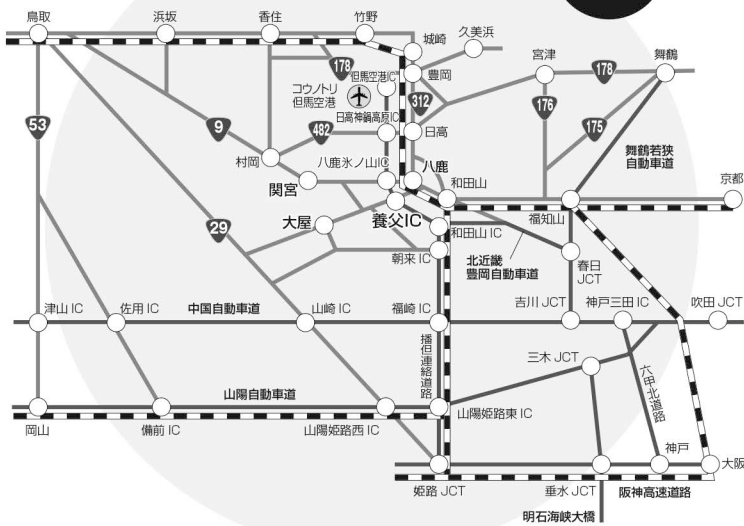 鳥取
浜坂
香住
竹野
城崎
久美浜
豊岡
宮津
178
舞鶴
178
但馬空港IC
コウノトリ
但馬空港
312
176
53
9
482
日高神鍋高原IC
日高
175
舞鶴若狭
自動車道
村岡
八鹿氷ノ山IC
八鹿
和田山
京都
関宮
養父IC
福知山
大屋
和田山IC
29
朝来IC
北近畿
豊岡自動車道
春日
JCT
津山IC
佐用IC
中国自動車道
山崎IC
福崎IC
吉川JCT
神戸三田IC
吹田JCT
播但連絡道路
三木JCT
六甲北道路
山陽自動車道
岡山
備前IC
山陽姫路西IC
山陽姫路東IC
神戸
大阪
姫路JCT
垂水JCT
阪神高速道路
明石海峡大橋